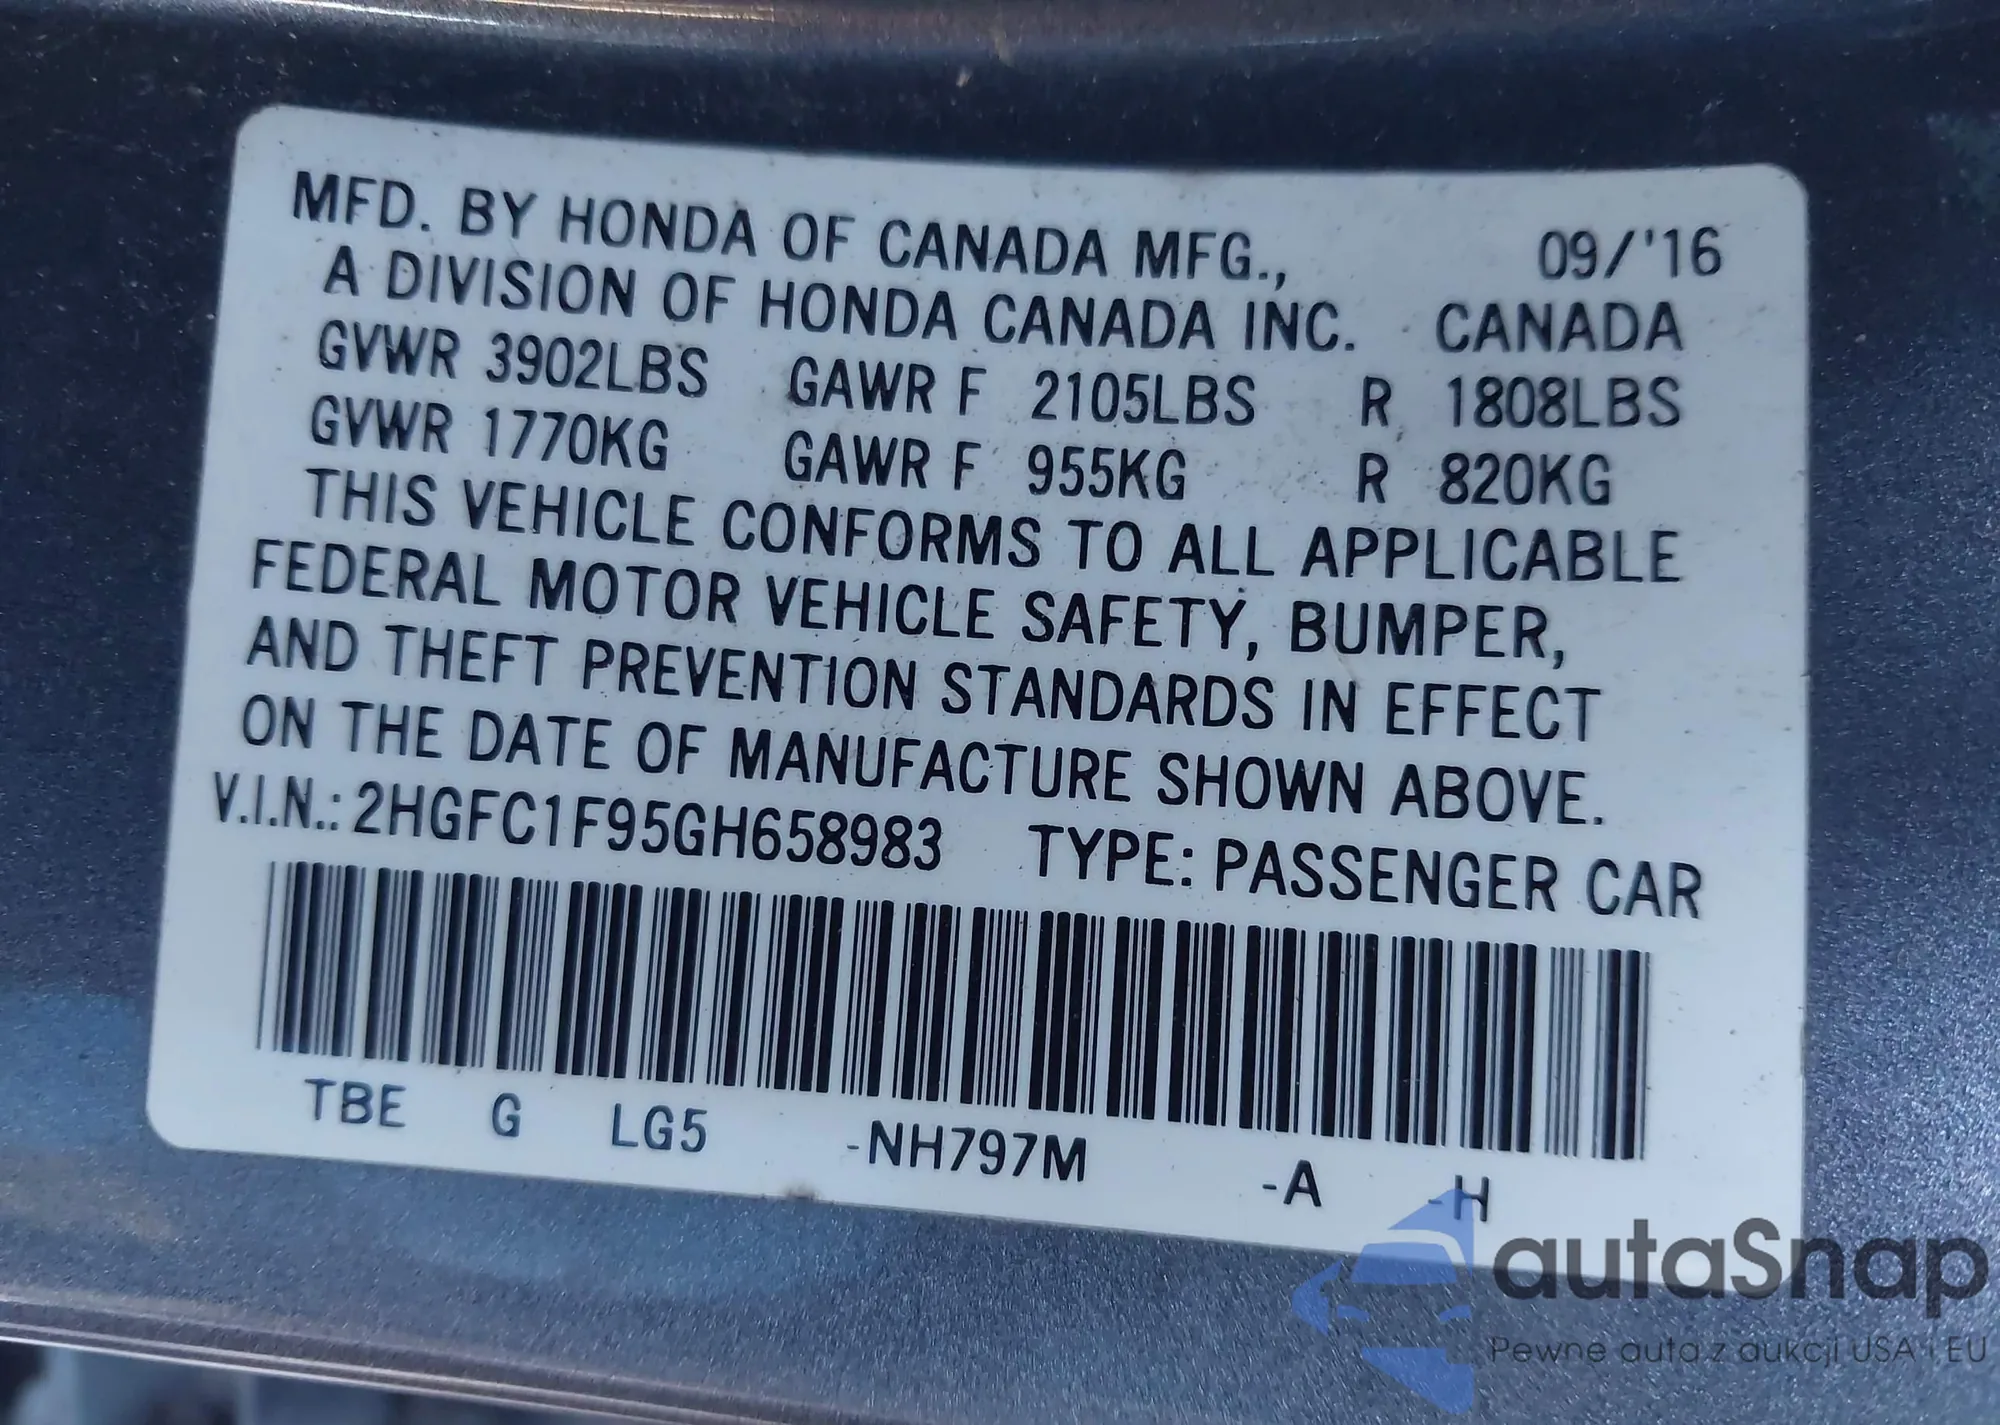 MFD. BY HONDA OF CANADA MFG., 09/'16
A DIVISION OF HONDA CANADA INC. CANADA
GVWR 3902LBS GAWR F 2105LBS R 1808LBS
GVWR 1770KG GAWR F 955KG R 820KG
THIS VEHICLE CONFORMS TO ALL APPLICABLE
FEDERAL MOTOR VEHICLE SAFETY, BUMPER,
AND THEFT PREVENTION STANDARDS IN EFFECT
ON THE DATE OF MANUFACTURE SHOWN ABOVE.
V.I.N.: 2HGFC1F95GH658983 TYPE: PASSENGER CAR
TBE G LG5 -NH797M -A -H
autaSnap
Pewne auta z aukcji USA i EU